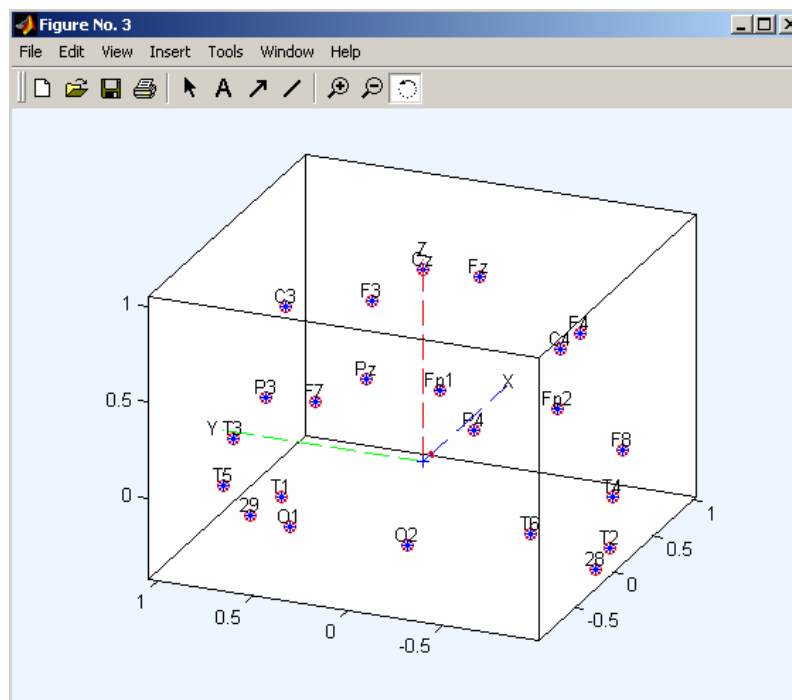 Figure No. 3
File Edit View Insert Tools Window Help
A
Z
Cz
Fz
C3
F3
1
F4
C4
Pz
X
P3
F7
Fp1
Fp2
0.5
P4
Y
T3
F8
T5
T1
T4
0
29
O1
1
O2
T6
T2
0.5
28
0
1
-0.5
0.5
0
-0.5